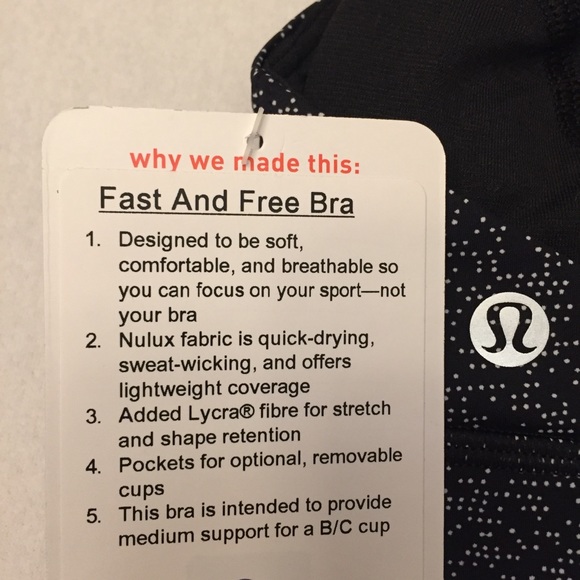 why we made this:
Fast And Free Bra
1. Designed to be soft,
comfortable, and breathable so
you can focus on your sport—not
your bra
2. Nulux fabric is quick-drying,
sweat-wicking, and offers
lightweight coverage
3. Added Lycra® fibre for stretch
and shape retention
4. Pockets for optional, removable
cups
5. This bra is intended to provide
medium support for a B/C cup